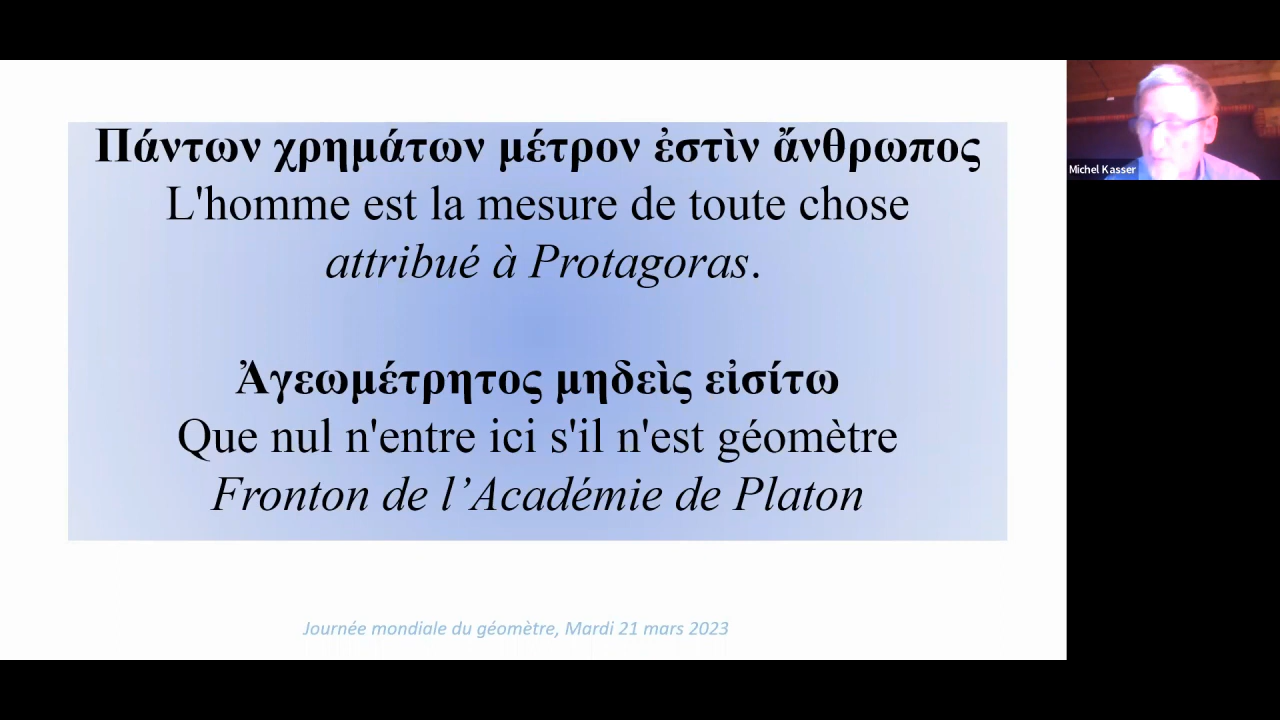 Πάντων χρημάτων μέτρον ἐστὶν ἄνθρωπος
L'homme est la mesure de toute chose
attribué à Protagoras.
Ἀγεωμέτρητος μηδεὶς εἰσίτω
Que nul n'entre ici s'il n'est géomètre
Fronton de l’Académie de Platon
Journée mondiale du géomètre, Mardi 21 mars 2023
Michel Kasser